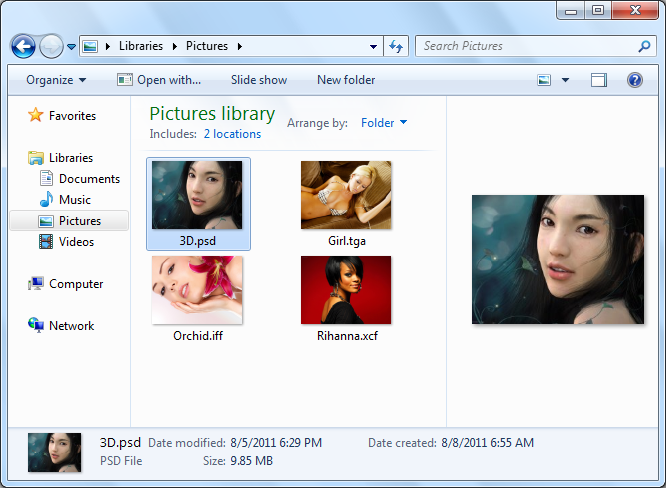 Libraries Pictures Search Pictures
Organize Open with... Slide show New folder
Favorites
Libraries
Documents
Music
Pictures
Videos
Computer
Network
Pictures library
Includes: 2 locations
Arrange by: Folder
3D.psd Girl.tga
Orchid.iff Rihanna.xcf
3D.psd Date modified: 8/5/2011 6:29 PM Date created: 8/8/2011 6:55 AM
PSD File Size: 9.85 MB